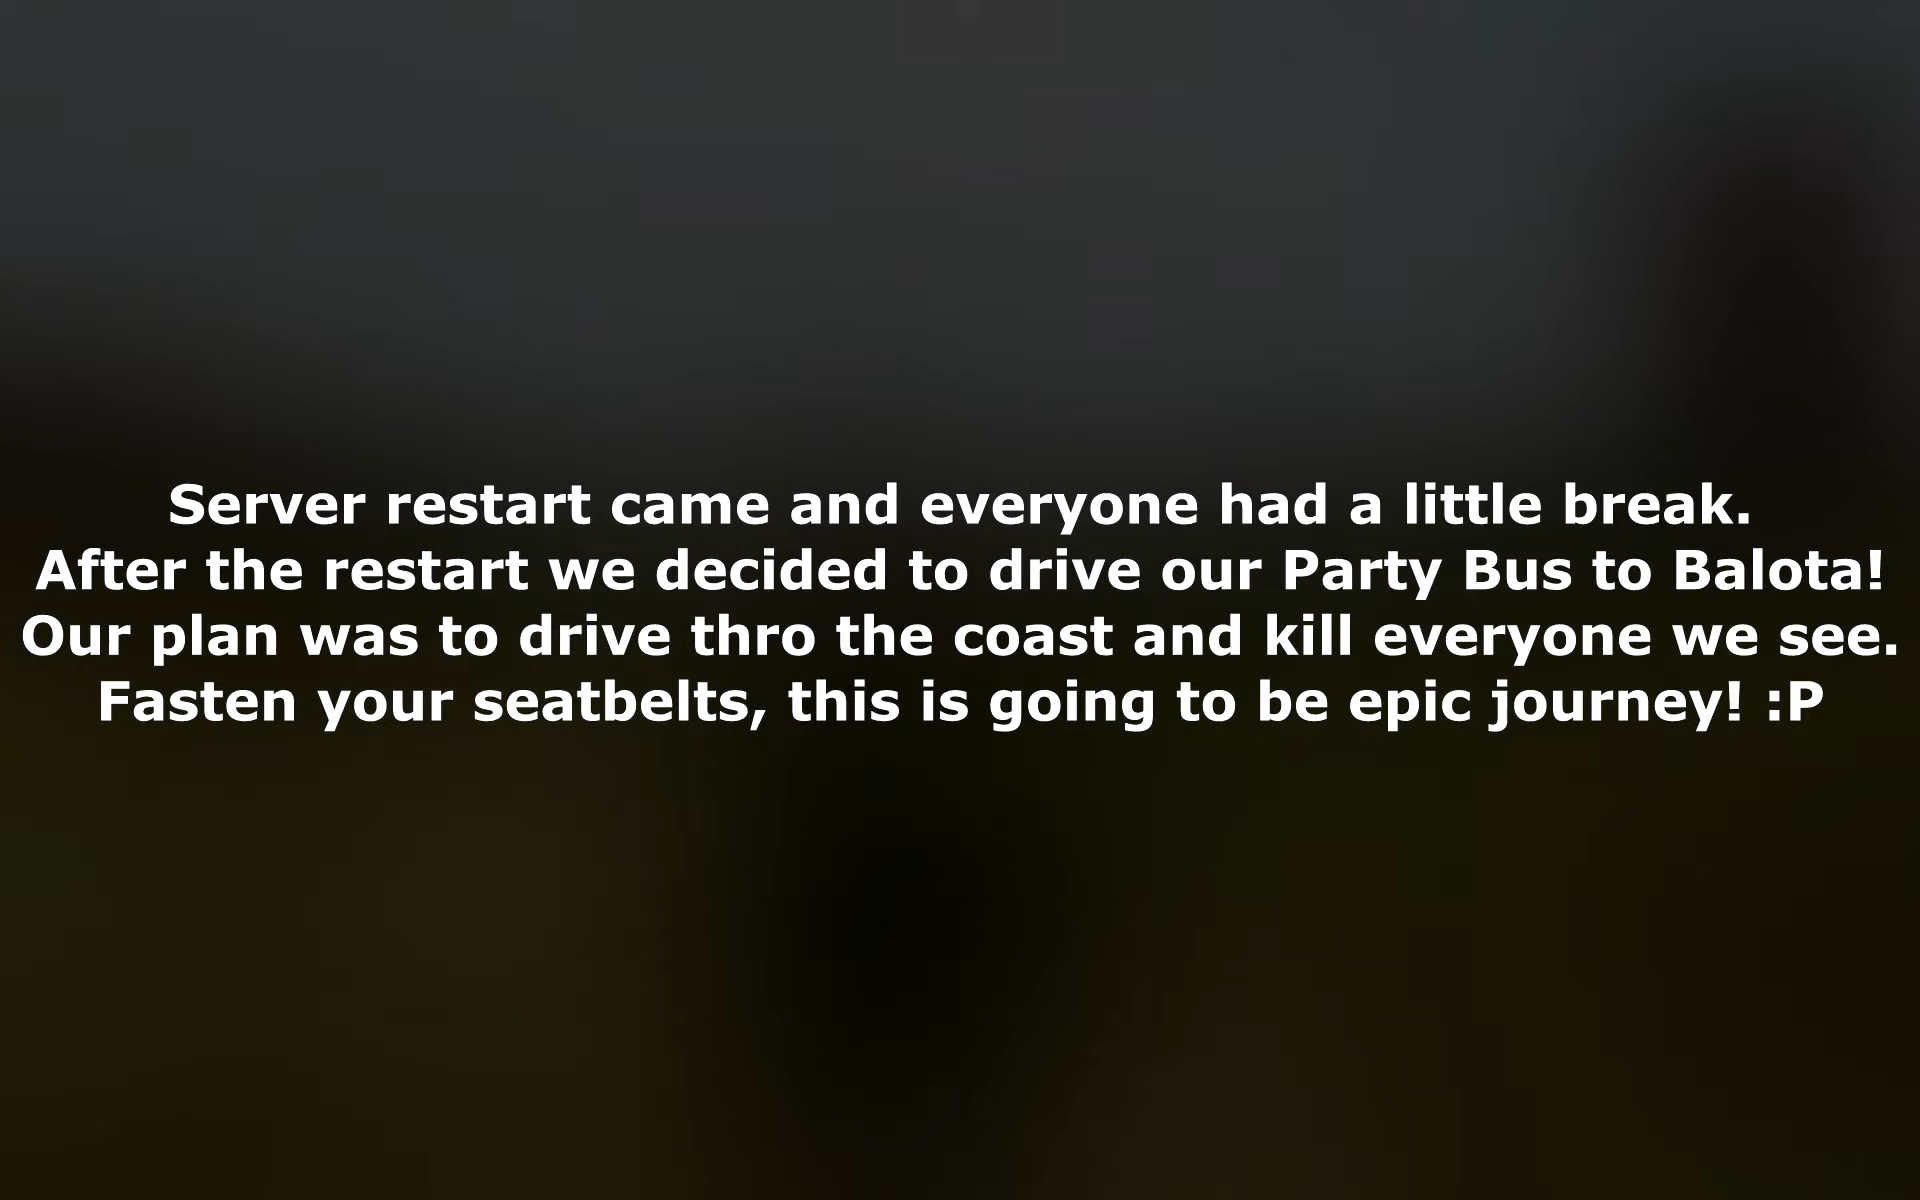 Server restart came and everyone had a little break.
After the restart we decided to drive our Party Bus to Balota!
Our plan was to drive thro the coast and kill everyone we see.
Fasten your seatbelts, this is going to be epic journey! :P